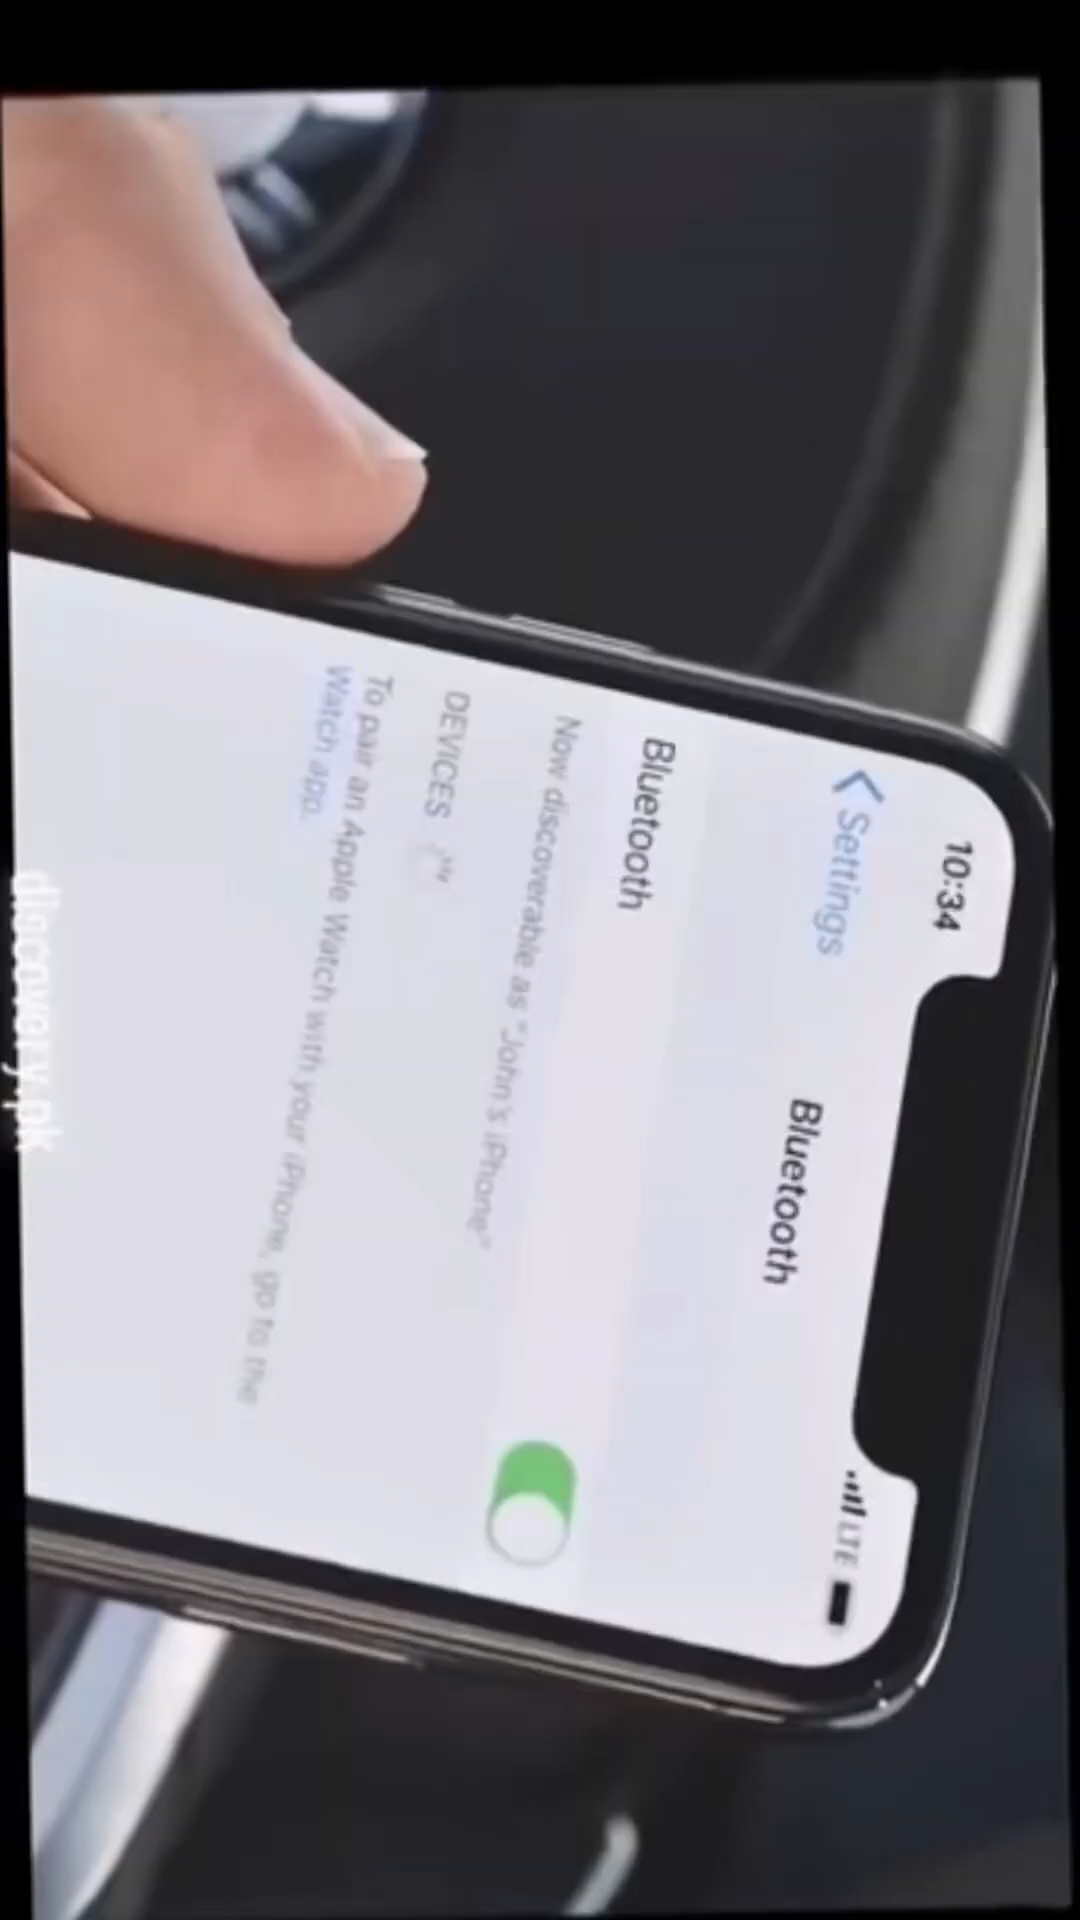 10:34
LTE
Settings
Bluetooth
Bluetooth
Now discoverable as "John's iPhone"
DEVICES
To pair an Apple Watch with your iPhone, go to the
Watch app.
discovery.pk